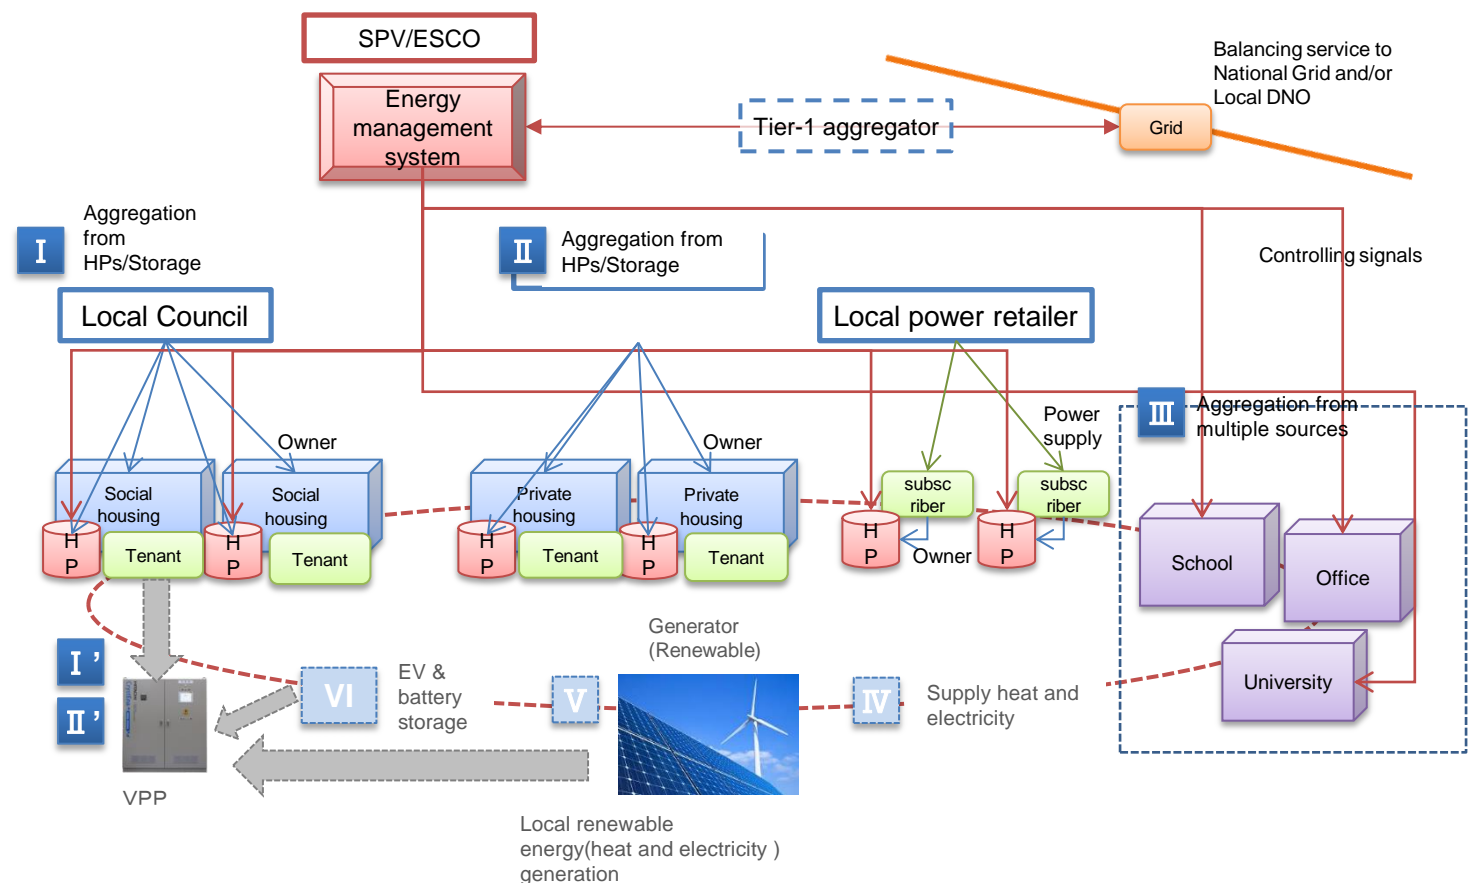 SPV/ESCO
Energy
management
system
Tier-1 aggregator
Grid
Balancing service to
National Grid and/or
Local DNO
I
Aggregation
from
HPs/Storage
II
Aggregation from
HPs/Storage
Controlling signals
Local Council
Local power retailer
Owner
Owner
Power
supply
III
Aggregation from
multiple sources
Social
housing
Social
housing
Private
housing
Private
housing
subsc
riber
subsc
riber
H
P
Tenant
H
P
Tenant
H
P
Tenant
H
P
Tenant
H
P
Owner
H
P
School
Office
University
I’
II’
VPP
VI
EV &
battery
storage
V
Generator
(Renewable)
IV
Supply heat and
electricity
Local renewable
energy(heat and electricity )
generation